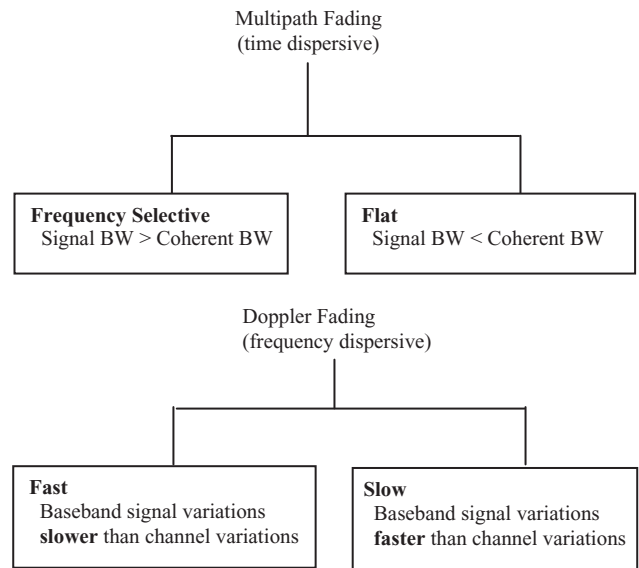 Multipath Fading
(time dispersive)
Frequency Selective
Signal BW > Coherent BW
Flat
Signal BW < Coherent BW
Doppler Fading
(frequency dispersive)
Fast
Baseband signal variations
slower than channel variations
Slow
Baseband signal variations
faster than channel variations